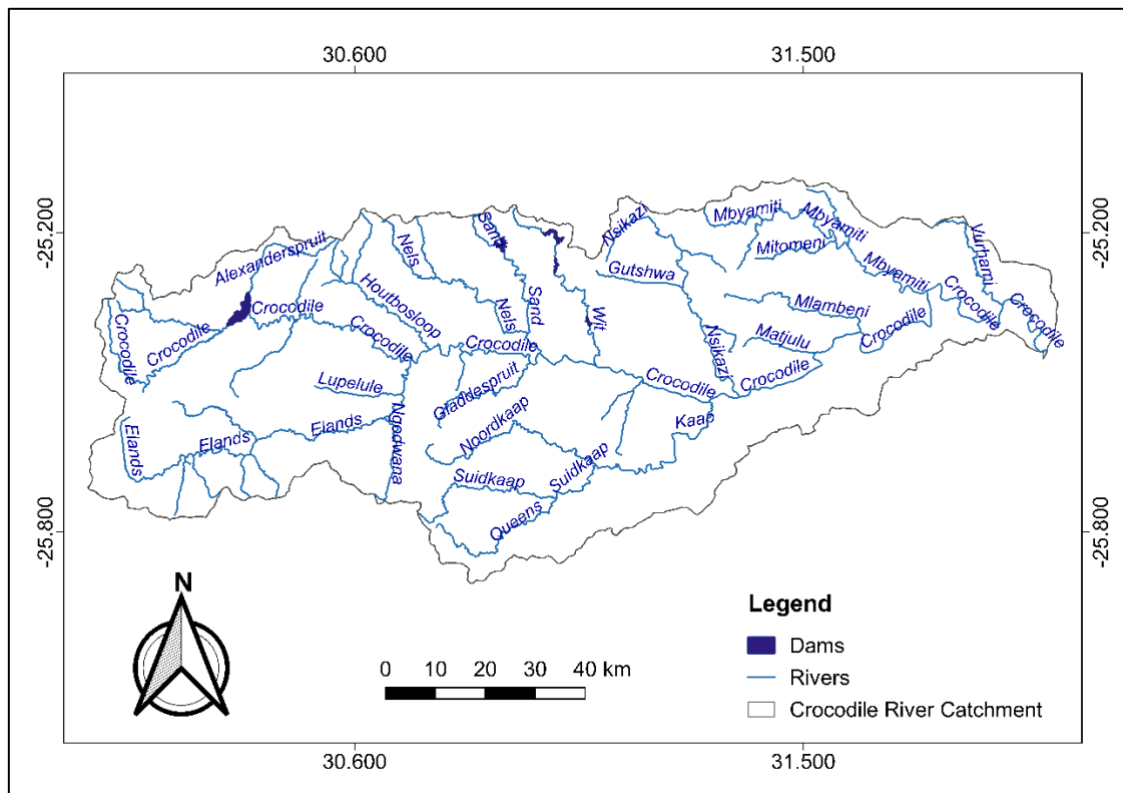 30.600 31.500
-25.200 -25.200
Nsikazi
Mbyamiti
Mbyamiti
Sand
Nels
Alexanderspruit
Mitomeni
Vurhami
Gutshwa
Mbyamiti
Houtbosloop
Crocodile
Crocodile
Sand
Mlambeni
Crocodile
Nels
Wit
Crocodile
Crocodile
Crocodile
Crocodile
Crocodile
Matjulu
Nsikazi
Lupelule
Crocodile
Crocodile
Gladdespruit
Noordkaap
Kaap
Elands
Elands
Elands
Ngodwana
Suidkaap
Suidkaap
Queens
-25.800 -25.800
N
0 10 20 30 40 km
Legend
Dams
Rivers
Crocodile River Catchment
30.600 31.500